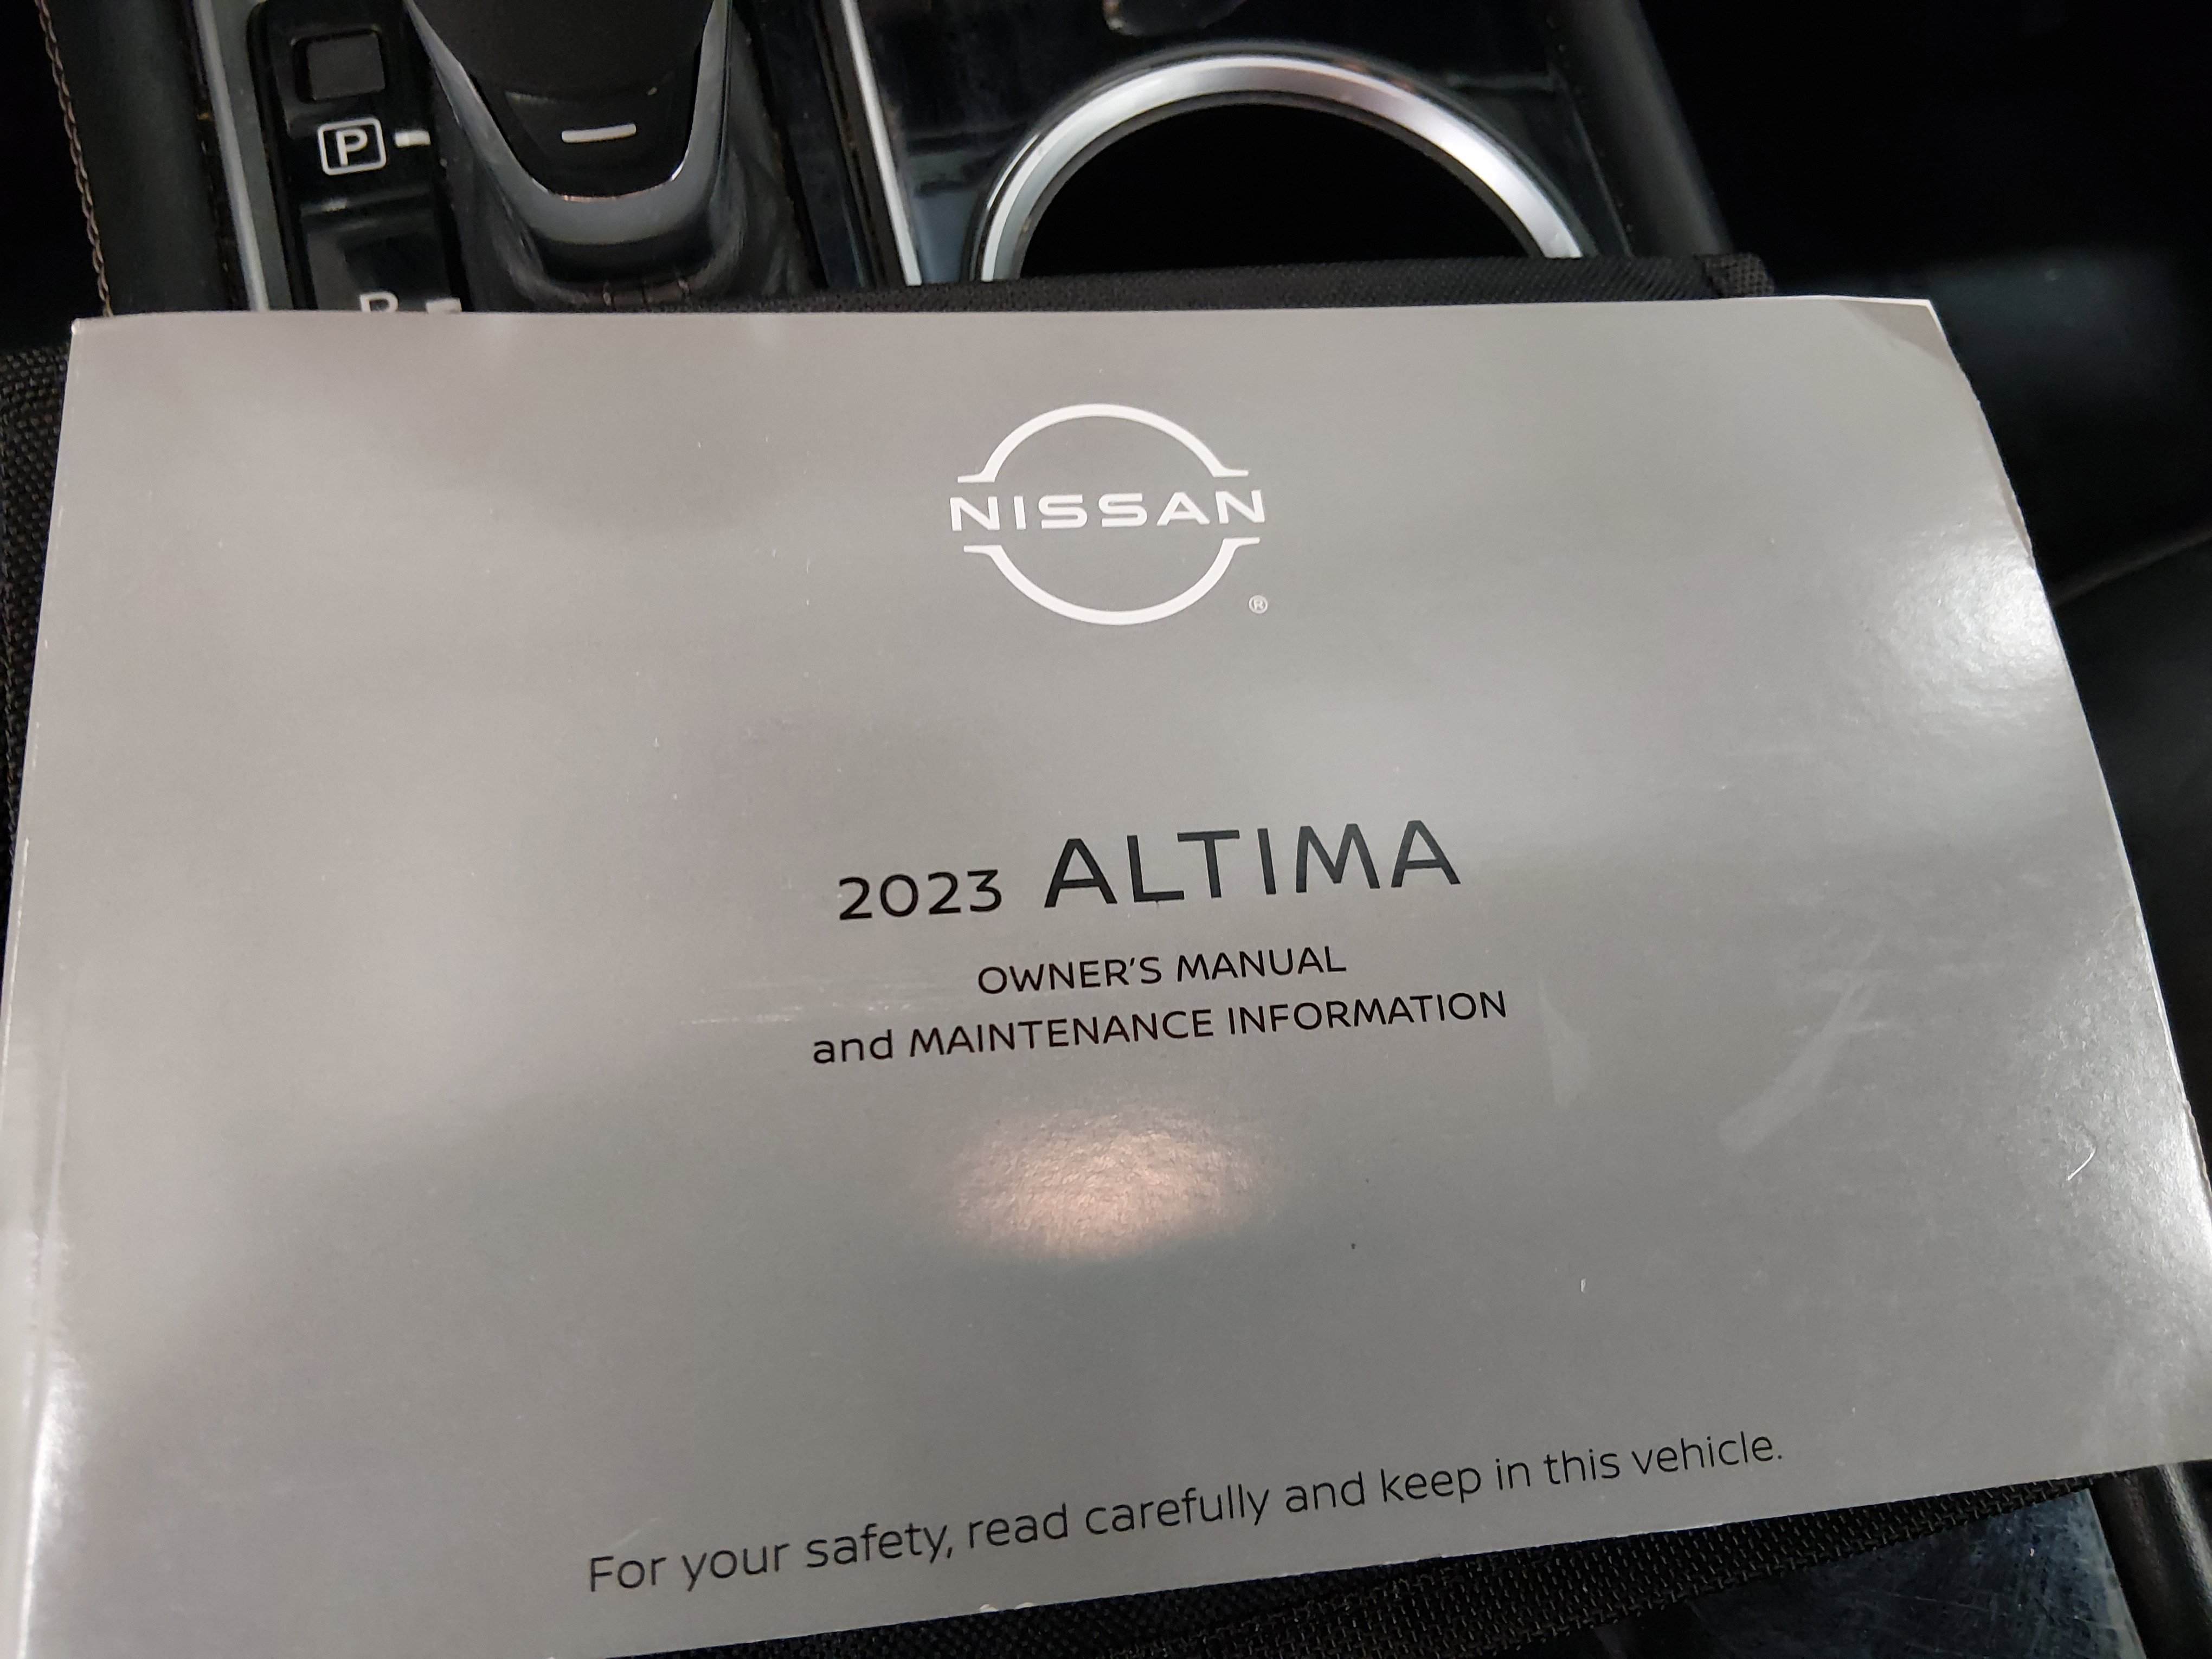 P
R
NISSAN
®
2023 ALTIMA
OWNER'S MANUAL
and MAINTENANCE INFORMATION
For your safety, read carefully and keep in this vehicle.